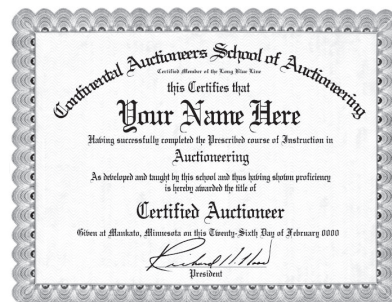 Continental Auctioneers School of Auctioneering
Certified Member of the Long Blue Line
this Certifies that
Your Name Here
Having successfully completed the Prescribed course of Instruction in
Auctioneering
As developed and taught by this school and thus having shown proficiency
is hereby awarded the title of
Certified Auctioneer
Given at Mankato, Minnesota on this Twenty-Sixth Day of February 0000
President